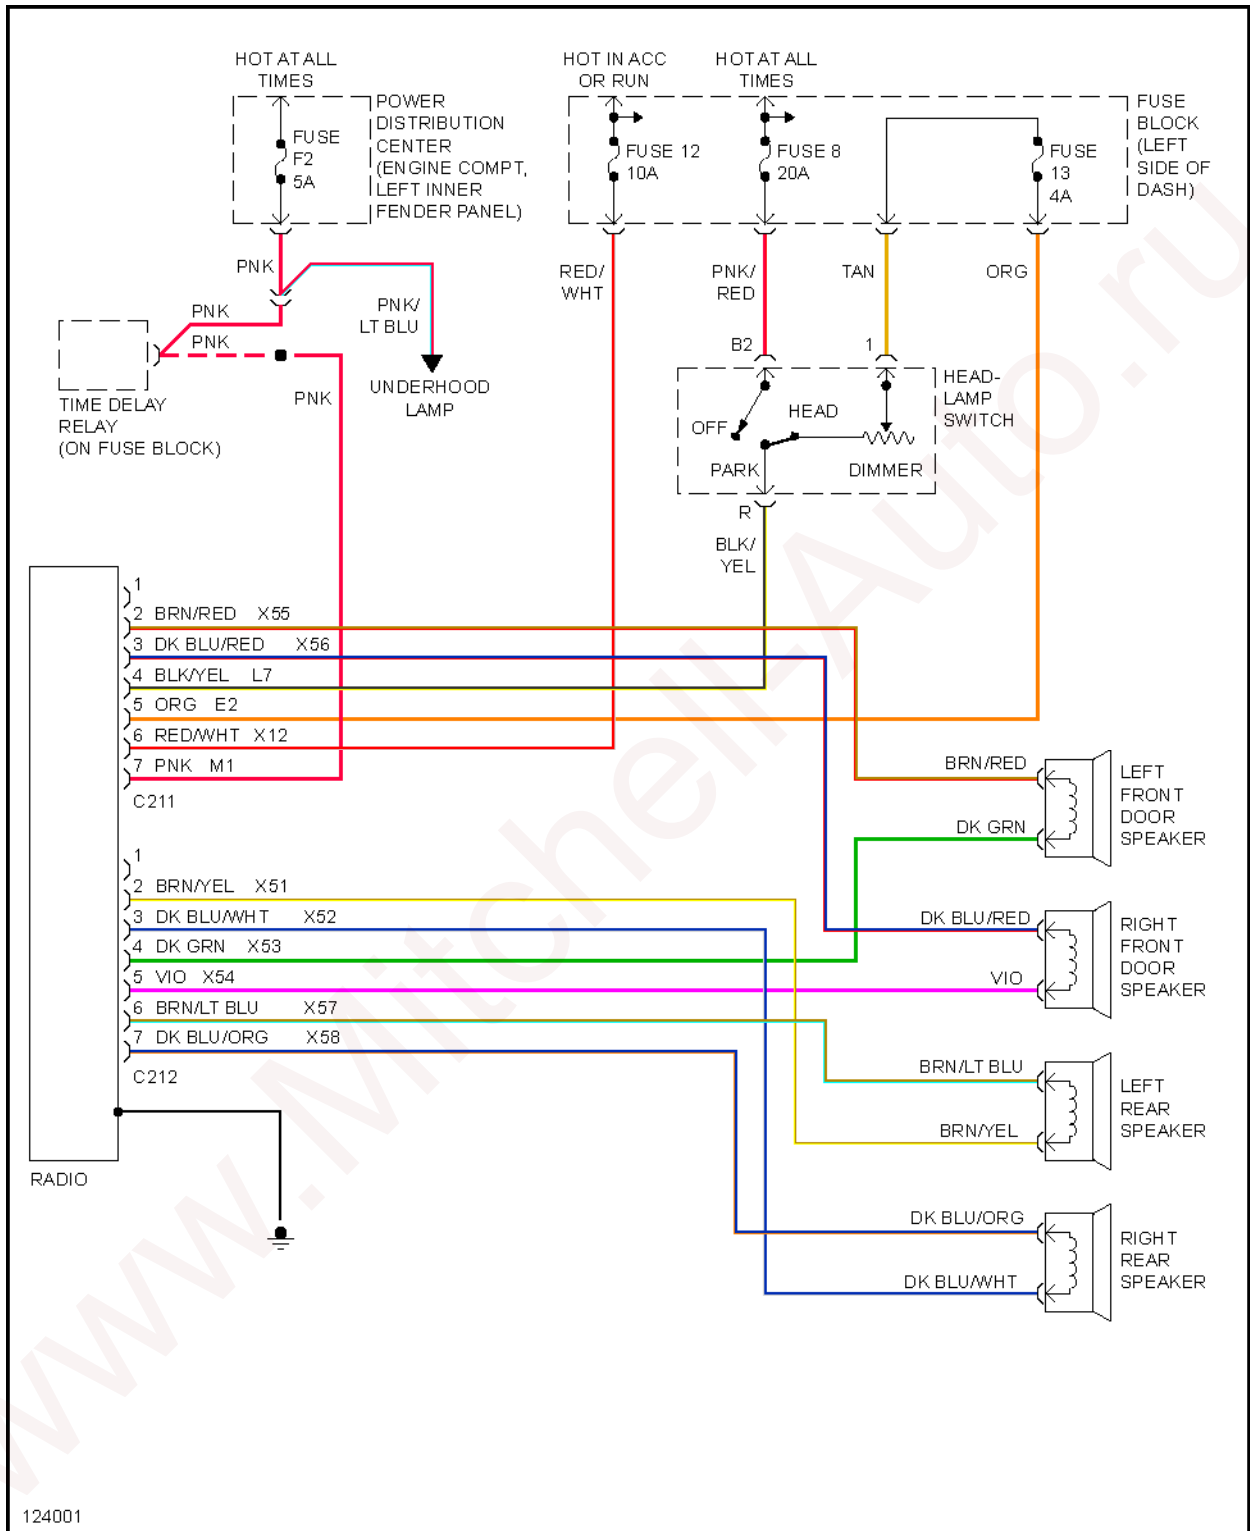 HOT AT ALL
TIMES
HOT IN ACC
OR RUN
HOT AT ALL
TIMES
POWER
DISTRIBUTION
CENTER
(ENGINE COMPT,
LEFT INNER
FENDER PANEL)
FUSE
F2
5A
FUSE 12
10A
FUSE 8
20A
FUSE
13
4A
FUSE
BLOCK
(LEFT
SIDE OF
DASH)
PNK
PNK
PNK
PNK/
LT BLU
RED/
WHT
PNK/
RED
TAN
ORG
B2
1
UNDERHOOD
LAMP
PNK
TIME DELAY
RELAY
(ON FUSE BLOCK)
HEAD-
LAMP
SWITCH
OFF
HEAD
PARK
DIMMER
R
BLK/
YEL
1
2 BRN/RED X55
3 DK BLU/RED X56
4 BLK/YEL L7
5 ORG E2
6 RED/WHT X12
7 PNK M1
C211
1
2 BRN/YEL X51
3 DK BLU/WHT X52
4 DK GRN X53
5 VIO X54
6 BRN/LT BLU X57
7 DK BLU/ORG X58
C212
RADIO
BRN/RED
DK GRN
LEFT
FRONT
DOOR
SPEAKER
DK BLU/RED
VIO
RIGHT
FRONT
DOOR
SPEAKER
BRN/LT BLU
BRN/YEL
LEFT
REAR
SPEAKER
DK BLU/ORG
DK BLU/WHT
RIGHT
REAR
SPEAKER
www.Mitchell-Auto.ru
124001